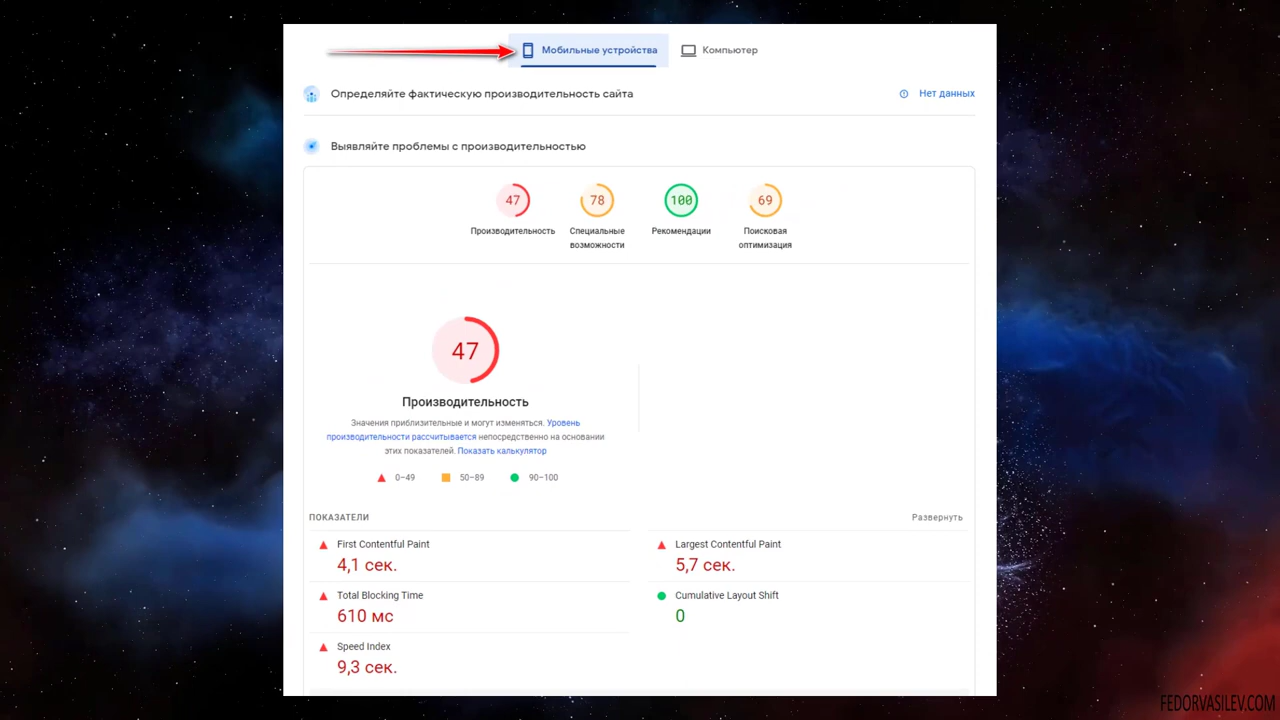 Мобильные устройства
Компьютер
Определяйте фактическую производительность сайта
Нет данных
Выявляйте проблемы с производительностью
47
Производительность
78
Специальные
возможности
100
Рекомендации
69
Поисковая
оптимизация
47
Производительность
Значения приблизительные и могут изменяться. Уровень
производительности рассчитывается непосредственно на основании
этих показателей. Показать калькулятор
0–49
50–89
90–100
ПОКАЗАТЕЛИ
Развернуть
First Contentful Paint
4,1 сек.
Largest Contentful Paint
5,7 сек.
Total Blocking Time
610 мс
Cumulative Layout Shift
0
Speed Index
9,3 сек.
FEDORVASILEV.COM